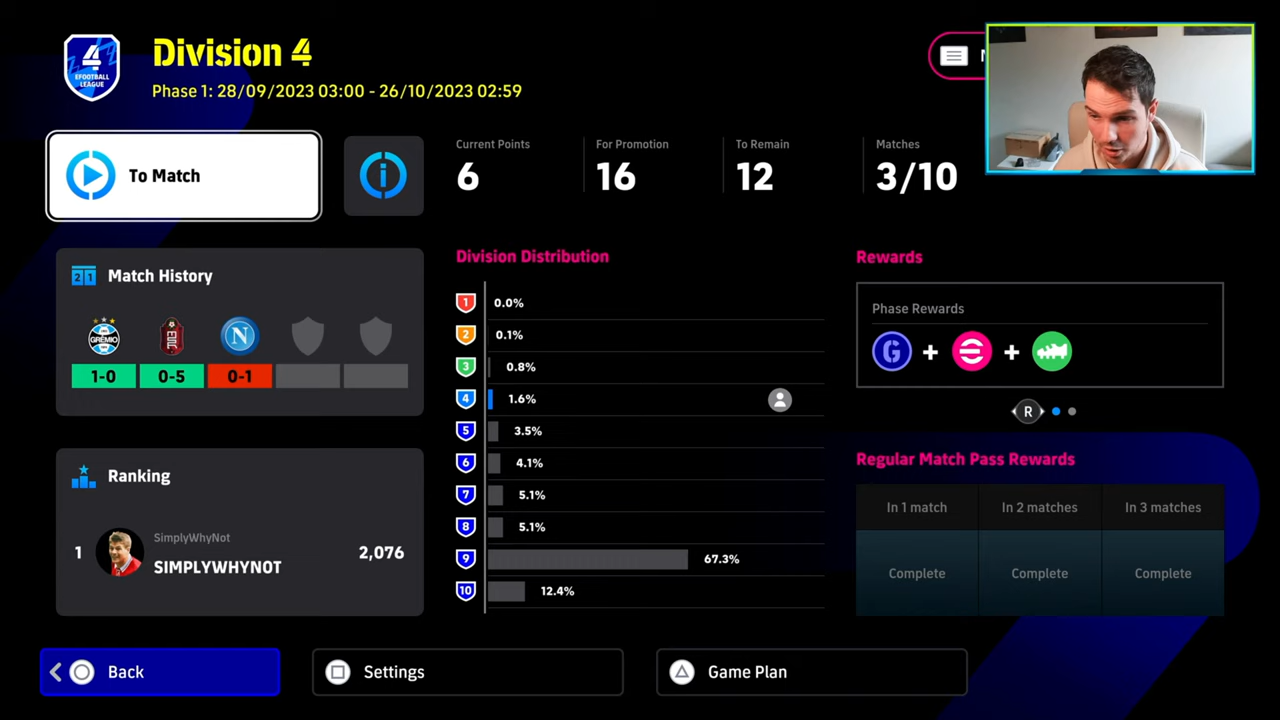 4
EFOOTBALL
LEAGUE
Division 4
Phase 1: 28/09/2023 03:00 - 26/10/2023 02:59
To Match
Current Points
6
For Promotion
16
To Remain
12
Matches
3/10
2 1
Match History
GRÊMIO
N
1-0
0-5
0-1
Ranking
1
SimplyWhyNot
SIMPLYWHYNOT
2,076
Division Distribution
1 0.0%
2 0.1%
3 0.8%
4 1.6%
5 3.5%
6 4.1%
7 5.1%
8 5.1%
9 67.3%
10 12.4%
Rewards
Phase Rewards
G + + 
R
Regular Match Pass Rewards
In 1 match In 2 matches In 3 matches
Complete Complete Complete
Back
Settings
Game Plan